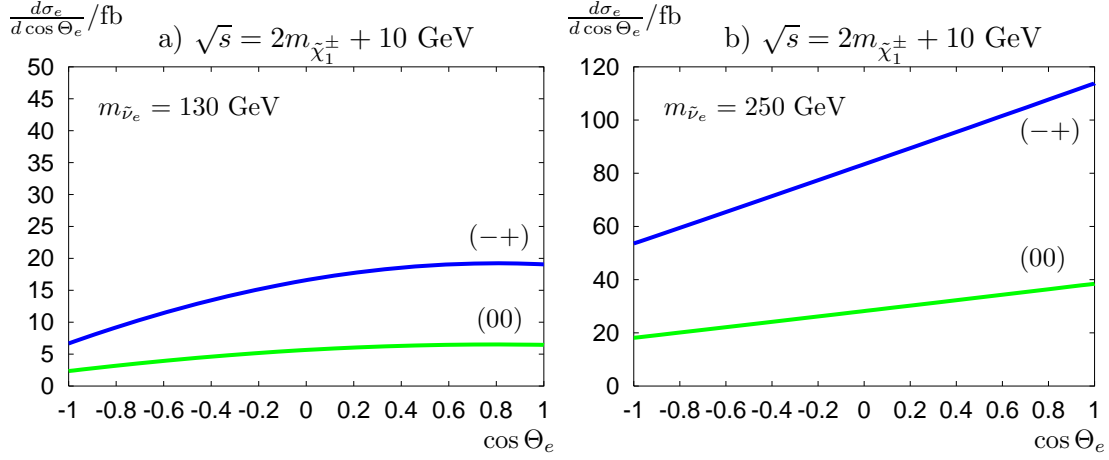 dσ_e/d cos Θ_e /fb
a) √s = 2m_{χ̃_1^±} + 10 GeV
50
45
40
35
30
25
20
15
10
5
0
m_{ν̃_e} = 130 GeV
(−+)
(00)
-1 -0.8 -0.6 -0.4 -0.2 0 0.2 0.4 0.6 0.8 1
cos Θ_e
dσ_e/d cos Θ_e /fb
b) √s = 2m_{χ̃_1^±} + 10 GeV
120
100
80
60
40
20
0
m_{ν̃_e} = 250 GeV
(−+)
(00)
-1 -0.8 -0.6 -0.4 -0.2 0 0.2 0.4 0.6 0.8 1
cos Θ_e